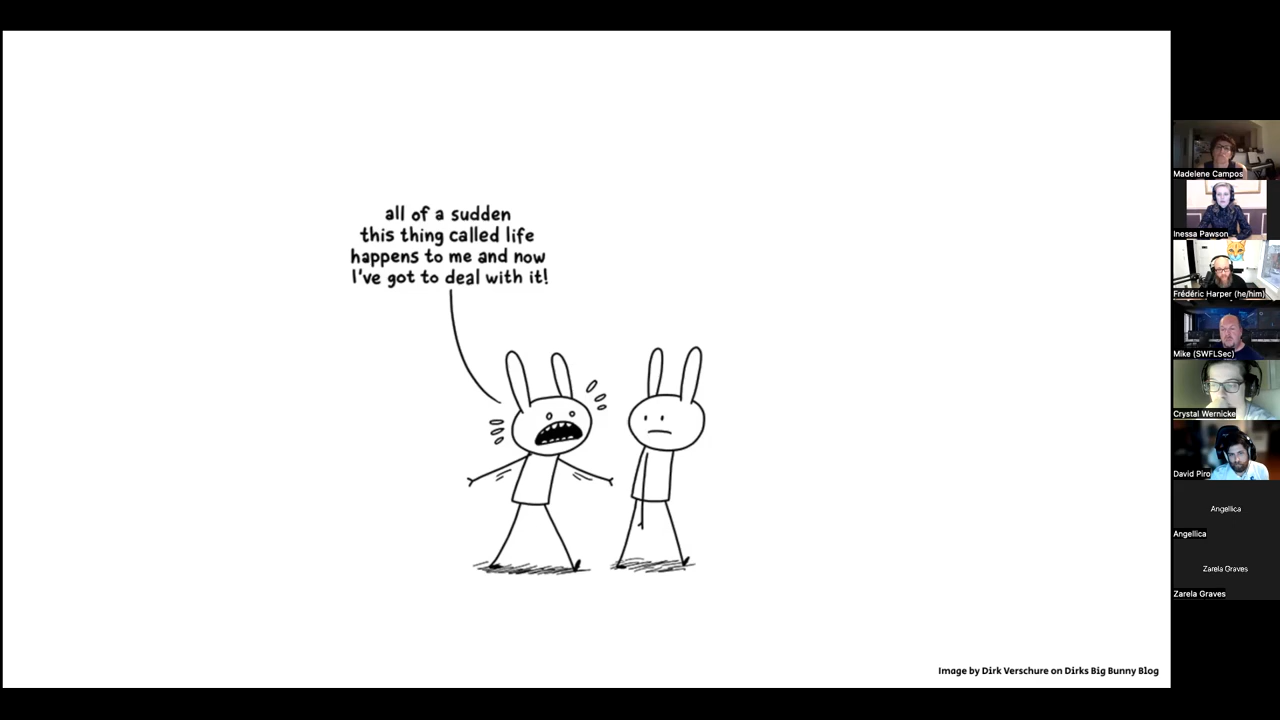 all of a sudden
this thing called life
happens to me and now
I've got to deal with it!
Image by Dirk Verschure on Dirks Big Bunny Blog
Madelene Campos
Inessa Pawson
Frédéric Harper (he/him)
Mike (SWFLSec)
Crystal Wernicke
David Piro
Angellica
Angellica
Zarela Graves
Zarela Graves